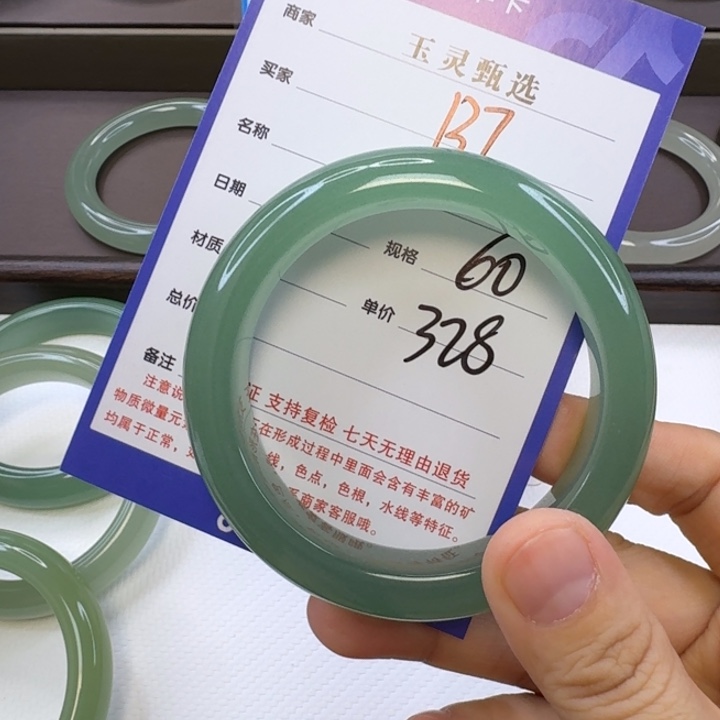 商家 玉灵甄选
买家 137
名称
日期
材质 规格 60
总价 单价 328
备注
证 支持复检 七天无理由退货
注意说
在形成过程中里面会含有丰富的矿
物质微量元 线，色点，色根，水线等特征。
均属于正常， 商家客服哦。